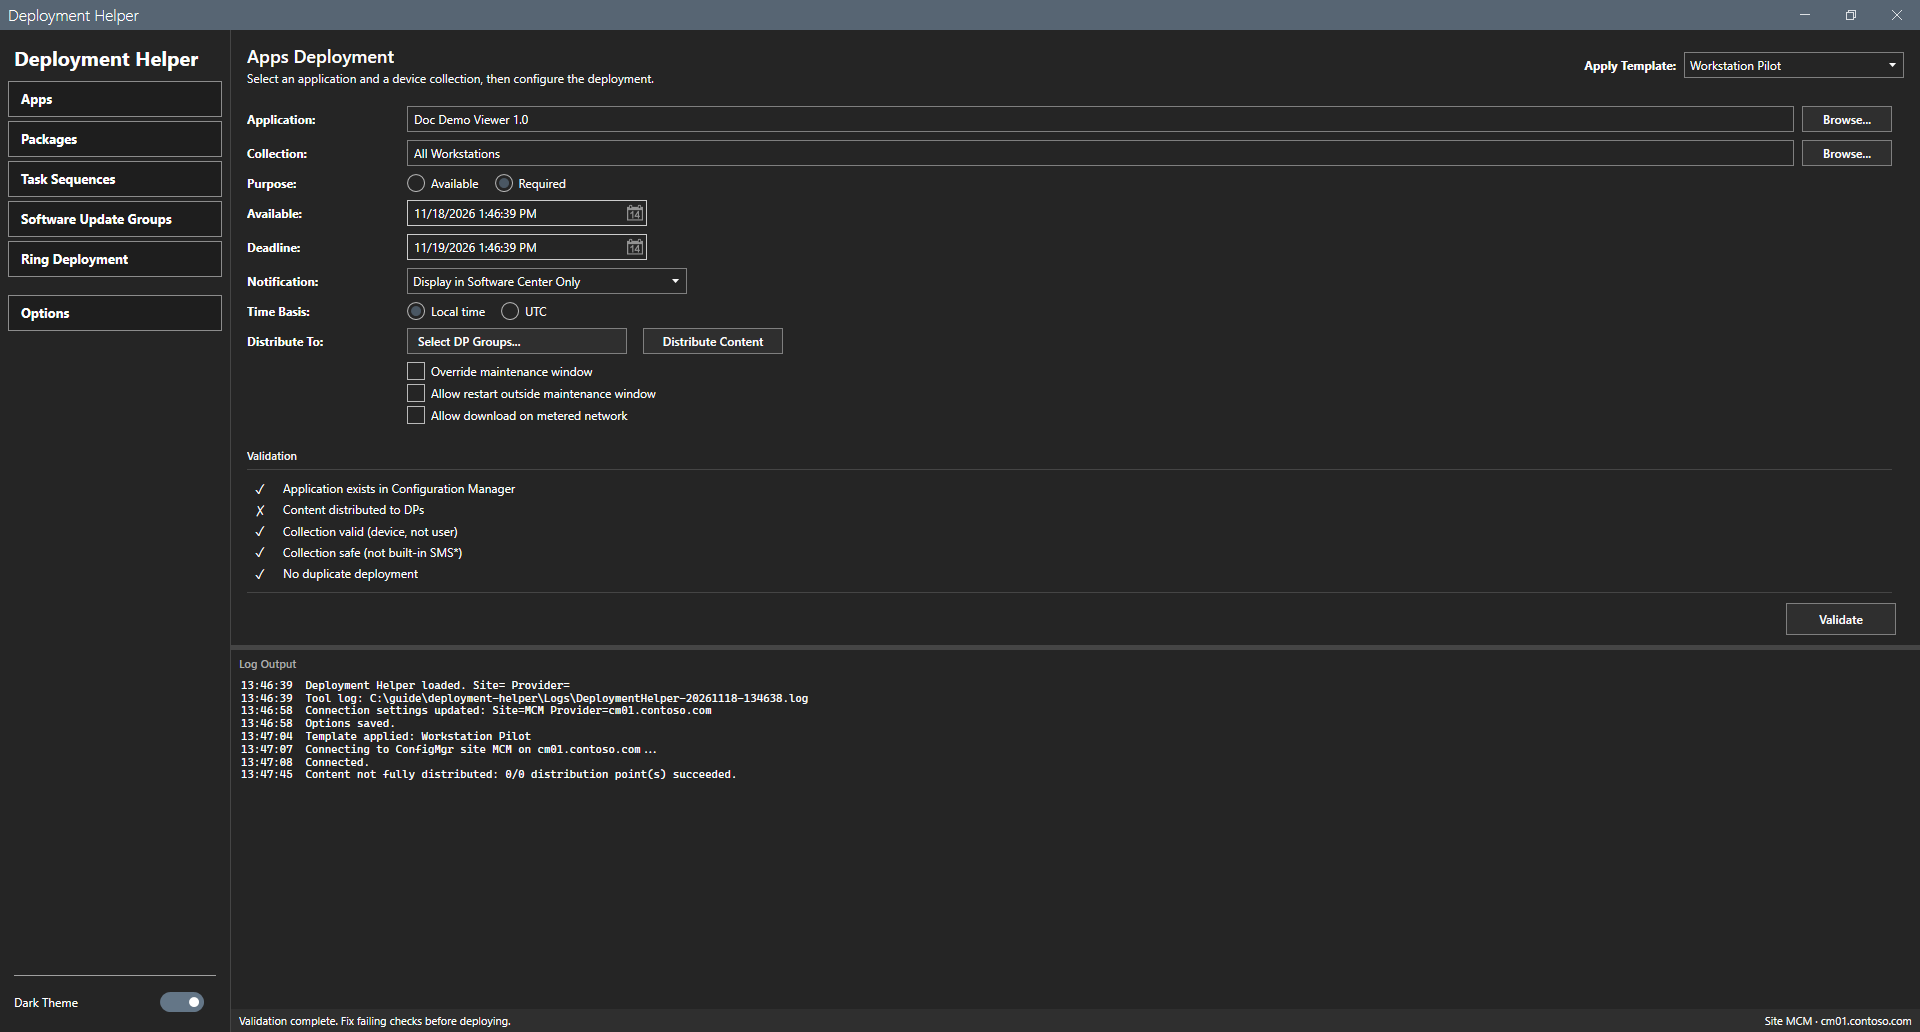 Deployment Helper
Deployment Helper
Apps
Packages
Task Sequences
Software Update Groups
Ring Deployment
Options
Dark Theme
Apps Deployment
Select an application and a device collection, then configure the deployment.
Apply Template: Workstation Pilot
Application: Doc Demo Viewer 1.0 Browse...
Collection: All Workstations Browse...
Purpose: Available Required
Available: 11/18/2026 1:46:39 PM 14
Deadline: 11/19/2026 1:46:39 PM 14
Notification: Display in Software Center Only
Time Basis: Local time UTC
Distribute To: Select DP Groups... Distribute Content
Override maintenance window
Allow restart outside maintenance window
Allow download on metered network
Validation
✓ Application exists in Configuration Manager
✗ Content distributed to DPs
✓ Collection valid (device, not user)
✓ Collection safe (not built-in SMS*)
✓ No duplicate deployment
Validate
Log Output
13:46:39 Deployment Helper loaded. Site= Provider=
13:46:39 Tool log: C:\guide\deployment-helper\Logs\DeploymentHelper-20261118-134638.log
13:46:58 Connection settings updated: Site=MCM Provider=cm01.contoso.com
13:46:58 Options saved.
13:47:04 Template applied: Workstation Pilot
13:47:07 Connecting to ConfigMgr site MCM on cm01.contoso.com...
13:47:08 Connected.
13:47:45 Content not fully distributed: 0/0 distribution point(s) succeeded.
Validation complete. Fix failing checks before deploying.
Site MCM · cm01.contoso.com